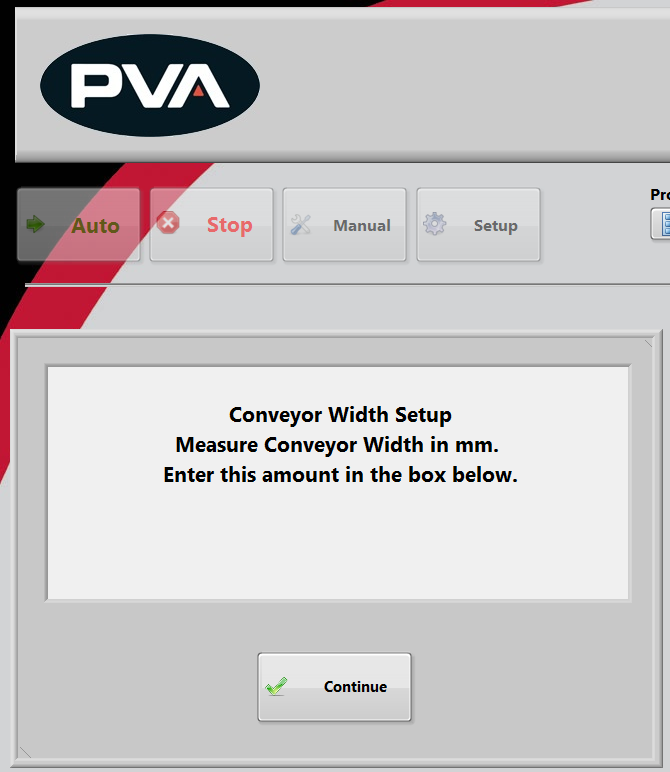 PVA
Auto
Stop
Manual
Setup
Pro
Conveyor Width Setup
Measure Conveyor Width in mm.
Enter this amount in the box below.
Continue